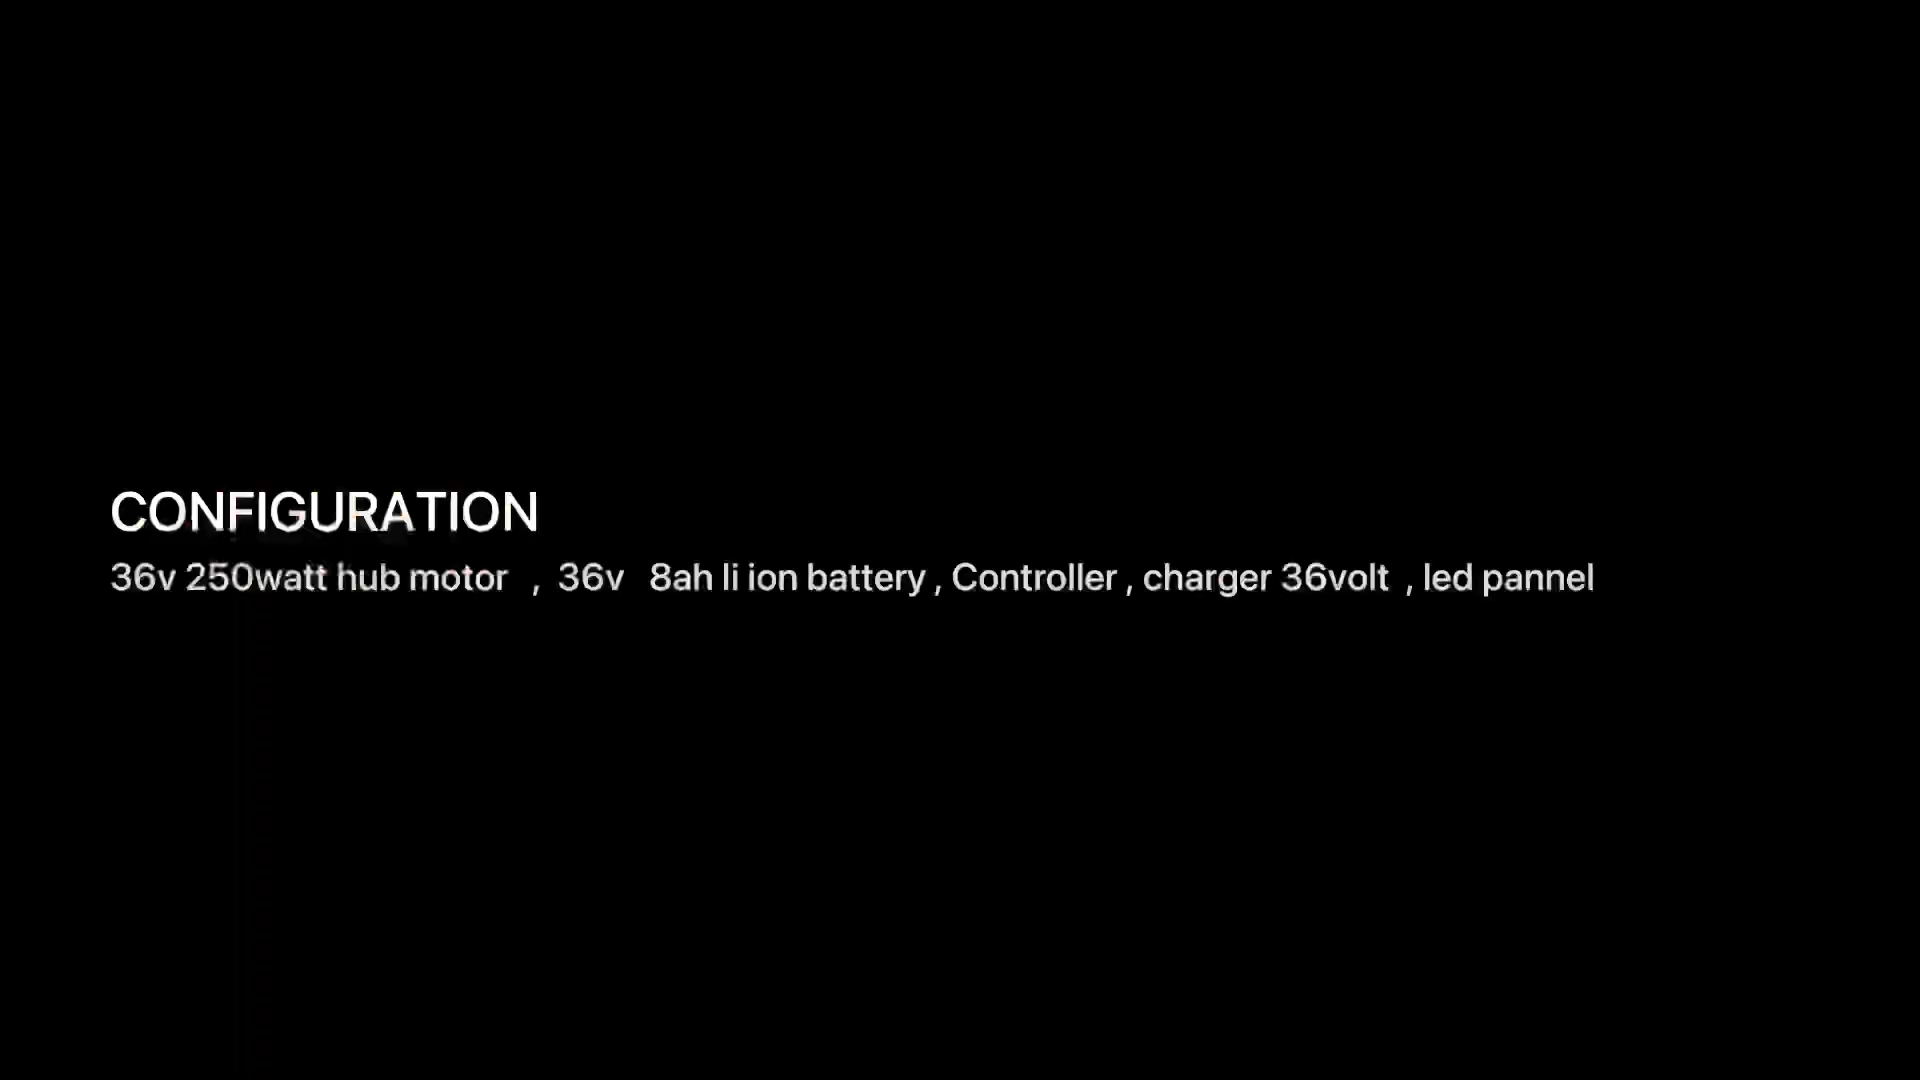 CONFIGURATION
36v 250watt hub motor , 36v 8ah li ion battery , Controller , charger 36volt , led pannel